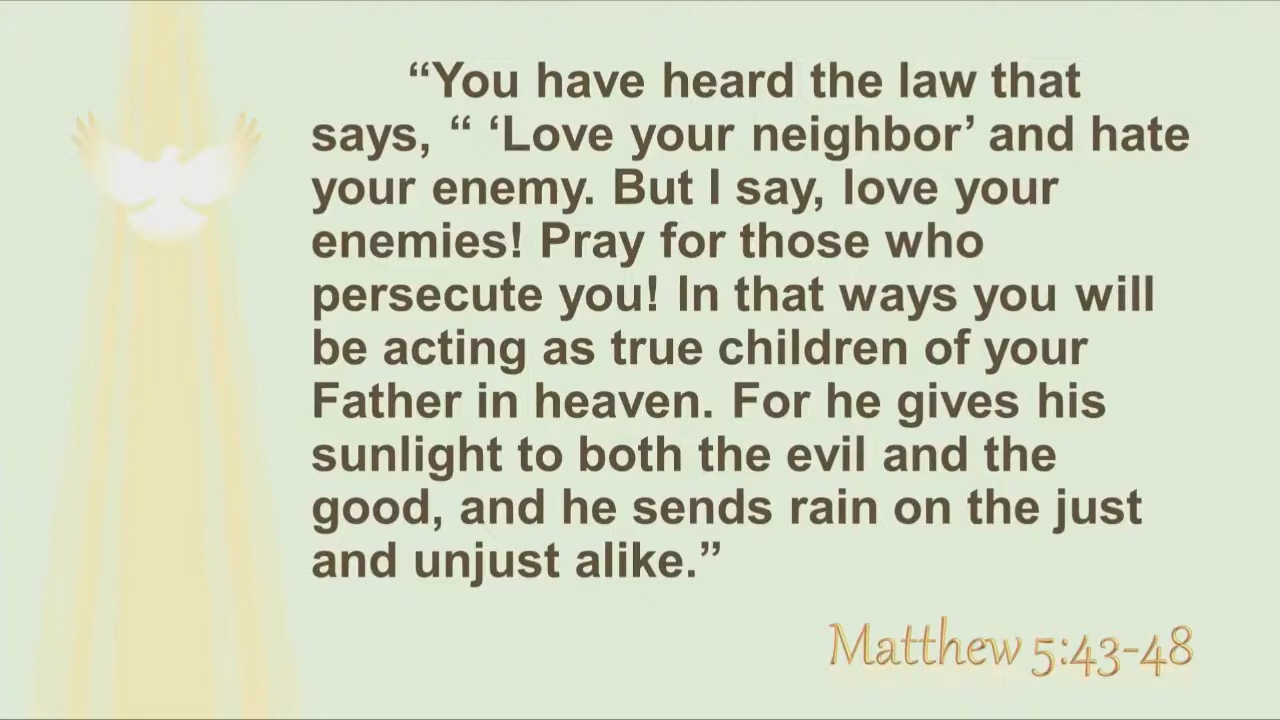 “You have heard the law that
says, “ ‘Love your neighbor’ and hate
your enemy. But I say, love your
enemies! Pray for those who
persecute you! In that ways you will
be acting as true children of your
Father in heaven. For he gives his
sunlight to both the evil and the
good, and he sends rain on the just
and unjust alike.”
Matthew 5:43-48